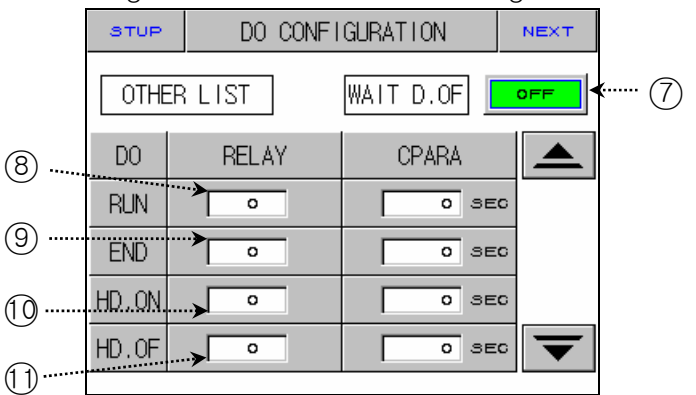 STUP DO CONFIGURATION NEXT
OTHER LIST WAIT D.OF OFF ⑦
DO RELAY CPARA
⑧
RUN 0 0 SEC
⑨
END 0 0 SEC
⑩
HD.ON 0 0 SEC
HD.OF 0 0 SEC
⑪